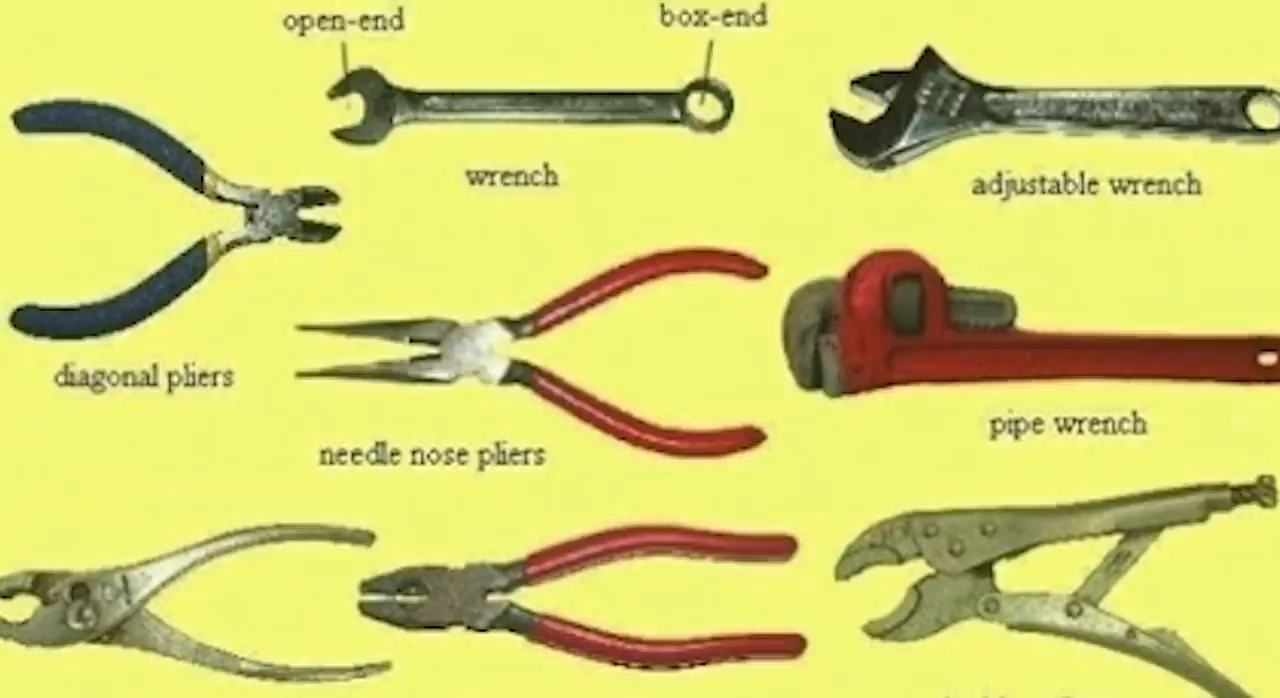 open-end
box-end
wrench
adjustable wrench
diagonal pliers
pipe wrench
needle nose pliers